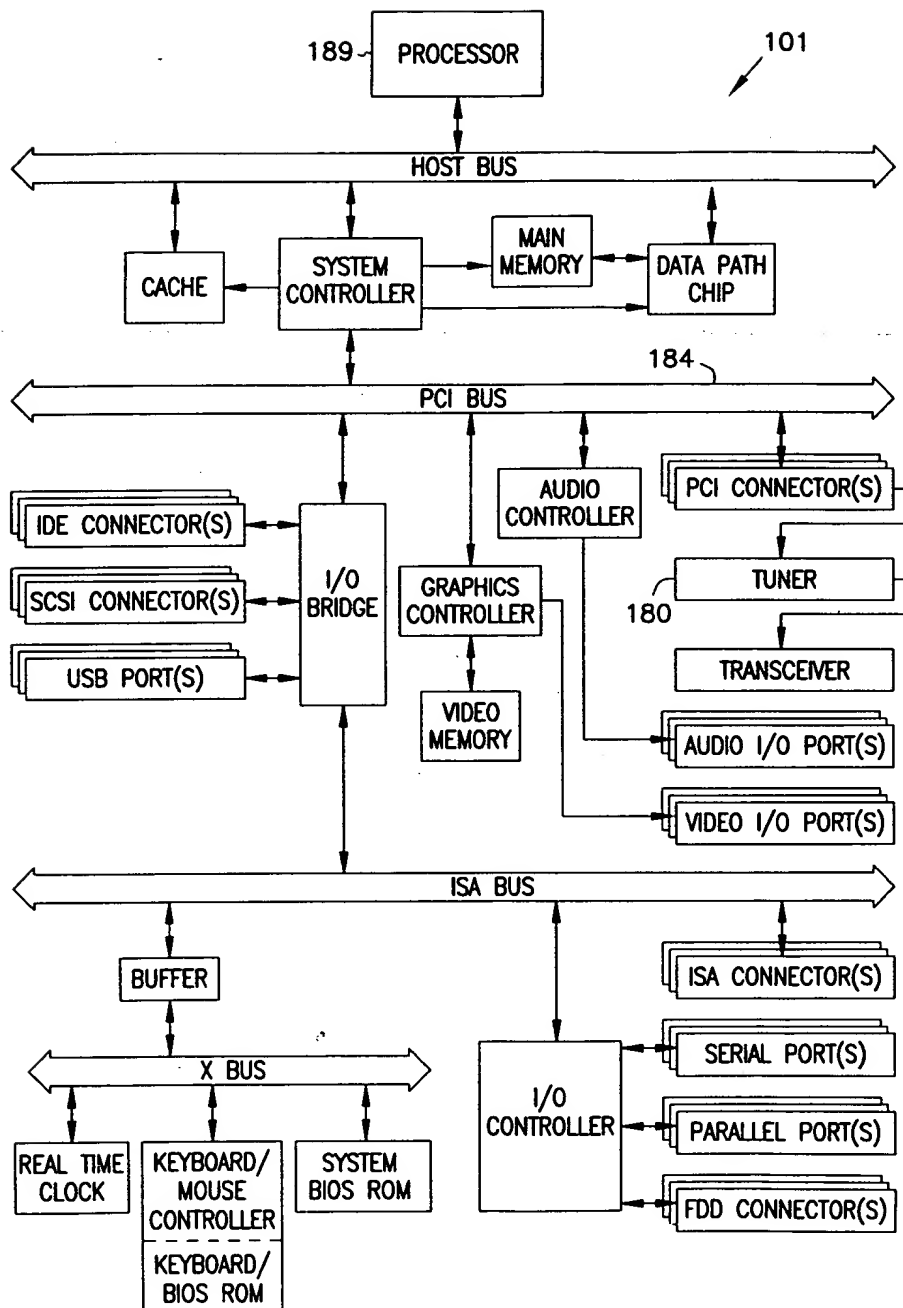 189
PROCESSOR
101
HOST BUS
CACHE
SYSTEM
CONTROLLER
MAIN
MEMORY
DATA PATH
CHIP
184
PCI BUS
IDE CONNECTOR(S)
SCSI CONNECTOR(S)
USB PORT(S)
I/O
BRIDGE
GRAPHICS
CONTROLLER
VIDEO
MEMORY
AUDIO
CONTROLLER
PCI CONNECTOR(S)
TUNER
180
TRANSCEIVER
AUDIO I/O PORT(S)
VIDEO I/O PORT(S)
ISA BUS
BUFFER
X BUS
REAL TIME
CLOCK
KEYBOARD/
MOUSE
CONTROLLER
KEYBOARD/
BIOS ROM
SYSTEM
BIOS ROM
I/O
CONTROLLER
ISA CONNECTOR(S)
SERIAL PORT(S)
PARALLEL PORT(S)
FDD CONNECTOR(S)